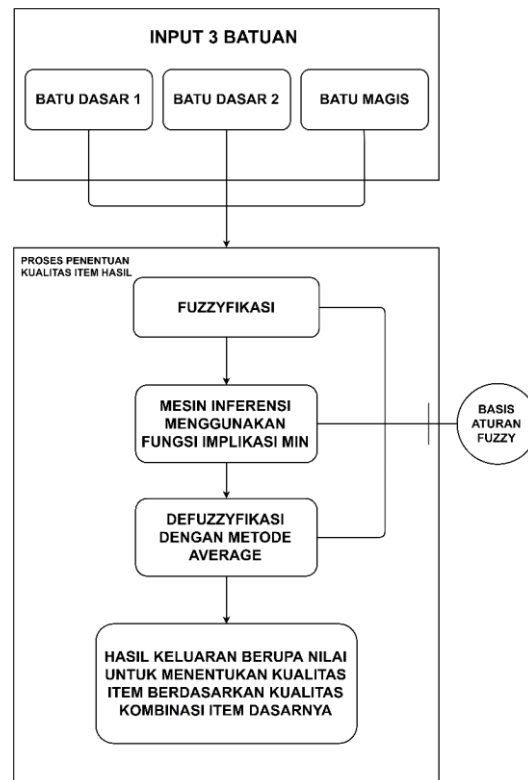 INPUT 3 BATUAN
BATU DASAR 1
BATU DASAR 2
BATU MAGIS
PROSES PENENTUAN
KUALITAS ITEM HASIL
FUZZYFIKASI
MESIN INFERENSI
MENGGUNAKAN
FUNGSI IMPLIKASI MIN
BASIS
ATURAN
FUZZY
DEFUZZYFIKASI
DENGAN METODE
AVERAGE
HASIL KELUARAN BERUPA NILAI
UNTUK MENENTUKAN KUALITAS
ITEM BERDASARKAN KUALITAS
KOMBINASI ITEM DASARNYA